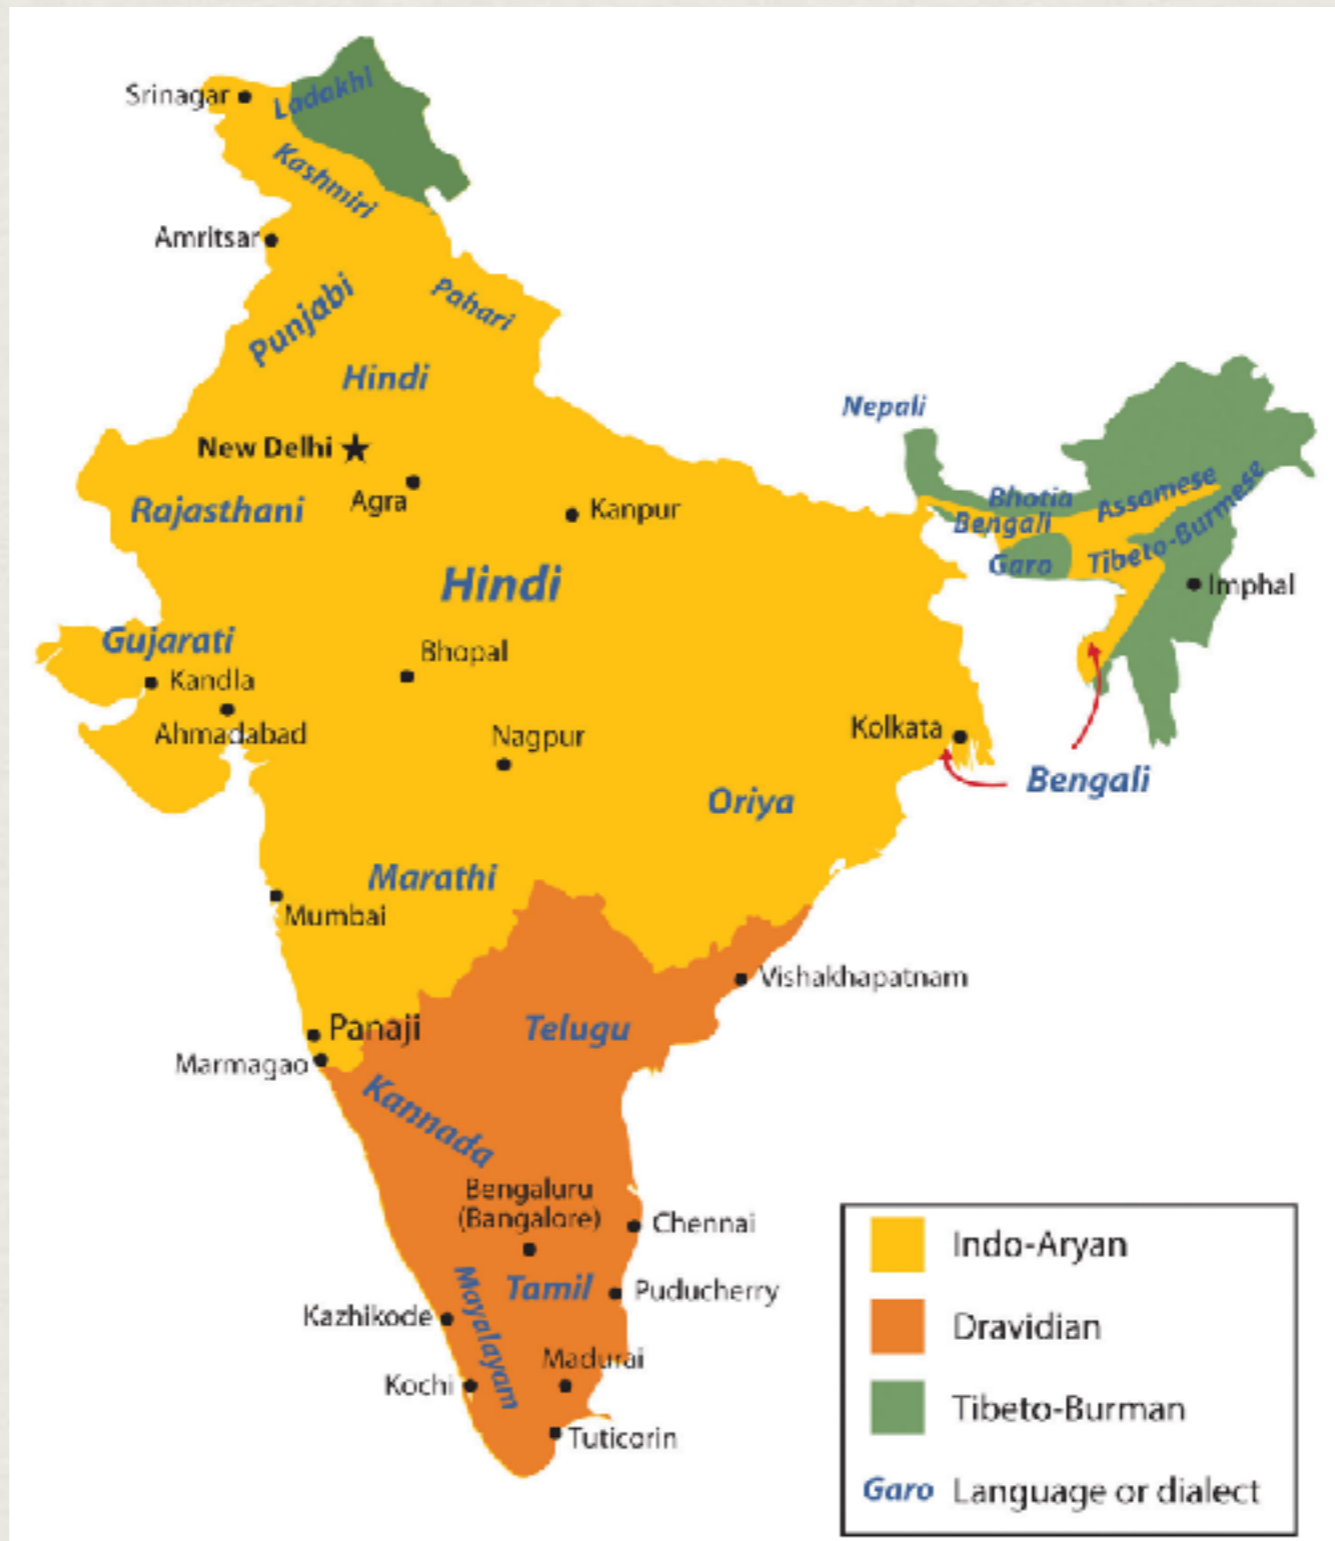 Srinagar
Ladakhi
Kashmiri
Amritsar
Punjabi
Pahari
Hindi
Nepali
New Delhi
Agra
Rajasthani
Kanpur
Bhotia
Assamese
Bengali
Garo
Tibeto-Burmese
Imphal
Hindi
Gujarati
Kandla
Bhopal
Ahmadabad
Nagpur
Kolkata
Bengali
Oriya
Marathi
Mumbai
Vishakhapatnam
Panaji
Telugu
Marmagao
Kannada
Bengaluru
(Bangalore)
Chennai
Tamil
Puducherry
Mayalayam
Kazhikode
Madurai
Kochi
Tuticorin
Indo-Aryan
Dravidian
Tibeto-Burman
Garo Language or dialect